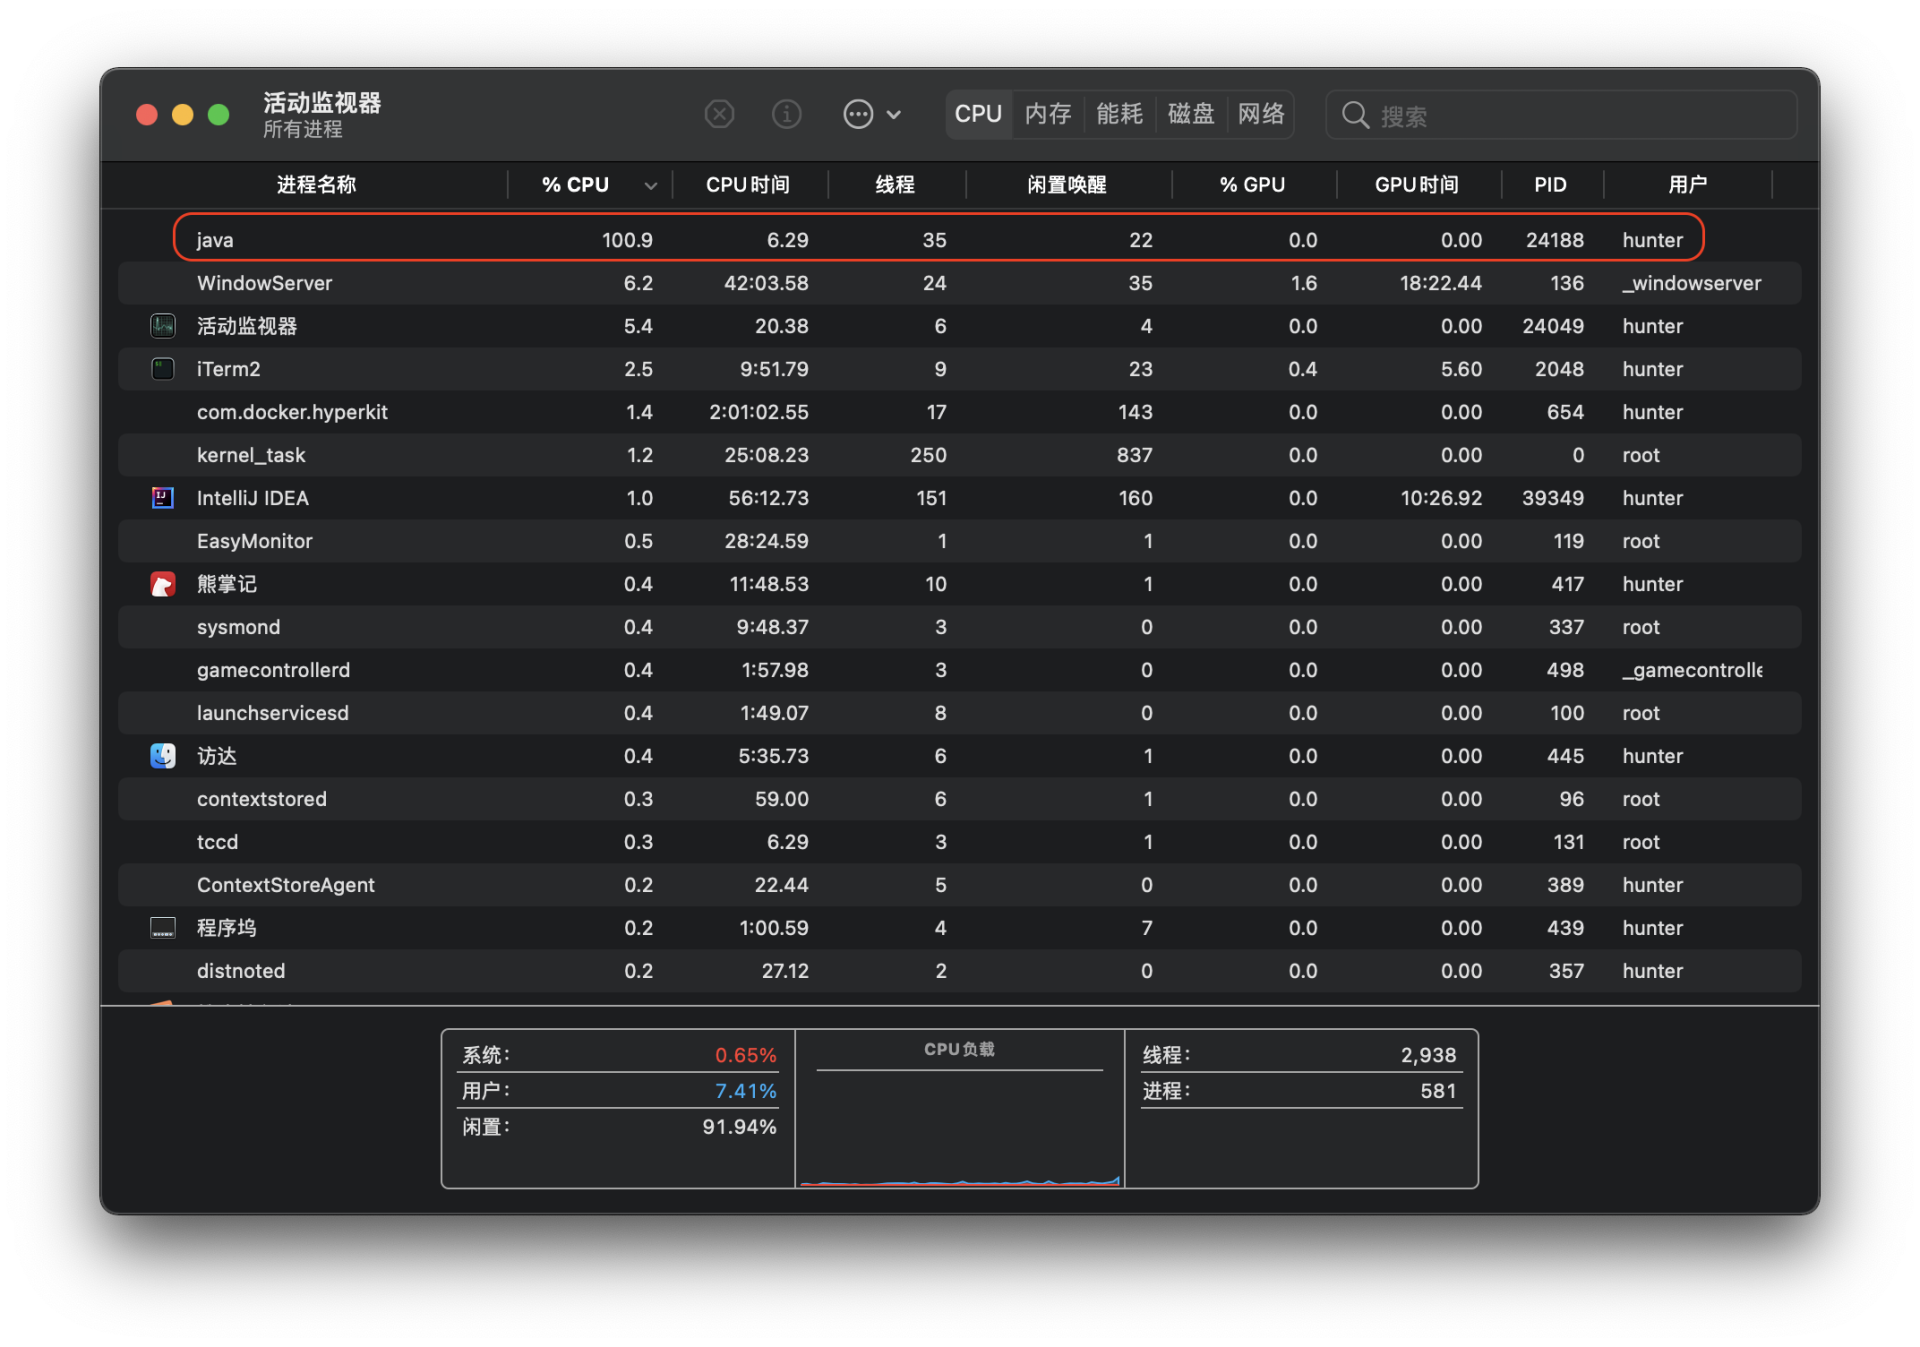 活动监视器
所有进程
CPU 内存 能耗 磁盘 网络 搜索
进程名称 % CPU CPU时间 线程 闲置唤醒 % GPU GPU时间 PID 用户
java 100.9 6.29 35 22 0.0 0.00 24188 hunter
WindowServer 6.2 42:03.58 24 35 1.6 18:22.44 136 _windowserver
活动监视器 5.4 20.38 6 4 0.0 0.00 24049 hunter
iTerm2 2.5 9:51.79 9 23 0.4 5.60 2048 hunter
com.docker.hyperkit 1.4 2:01:02.55 17 143 0.0 0.00 654 hunter
kernel_task 1.2 25:08.23 250 837 0.0 0.00 0 root
IntelliJ IDEA 1.0 56:12.73 151 160 0.0 10:26.92 39349 hunter
EasyMonitor 0.5 28:24.59 1 1 0.0 0.00 119 root
熊掌记 0.4 11:48.53 10 1 0.0 0.00 417 hunter
sysmond 0.4 9:48.37 3 0 0.0 0.00 337 root
gamecontrollerd 0.4 1:57.98 3 0 0.0 0.00 498 _gamecontrolle
launchservicesd 0.4 1:49.07 8 0 0.0 0.00 100 root
访达 0.4 5:35.73 6 1 0.0 0.00 445 hunter
contextstored 0.3 59.00 6 1 0.0 0.00 96 root
tccd 0.3 6.29 3 1 0.0 0.00 131 root
ContextStoreAgent 0.2 22.44 5 0 0.0 0.00 389 hunter
程序坞 0.2 1:00.59 4 7 0.0 0.00 439 hunter
distnoted 0.2 27.12 2 0 0.0 0.00 357 hunter
系统： 0.65%
用户： 7.41%
闲置： 91.94%
CPU负载
线程： 2,938
进程： 581